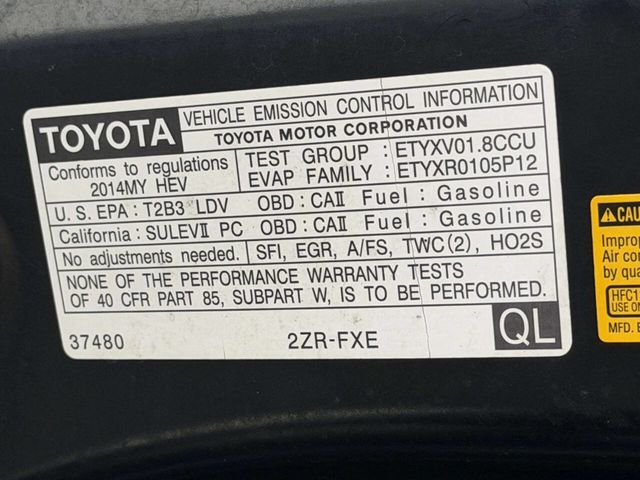 TOYOTA
VEHICLE EMISSION CONTROL INFORMATION
TOYOTA MOTOR CORPORATION
Conforms to regulations
2014MY HEV
TEST GROUP : ETYXV01.8CCU
EVAP FAMILY : ETYXR0105P12
U.S. EPA : T2B3 LDV OBD : CAⅡ Fuel : Gasoline
California : SULEVⅡ PC OBD : CAⅡ Fuel : Gasoline
No adjustments needed. SFI, EGR, A/FS, TWC(2), HO2S
NONE OF THE PERFORMANCE WARRANTY TESTS
OF 40 CFR PART 85, SUBPART W, IS TO BE PERFORMED.
37480 2ZR-FXE QL
CAU
Improp
Air co
by qua
HFC1
USE ON
MFD. B